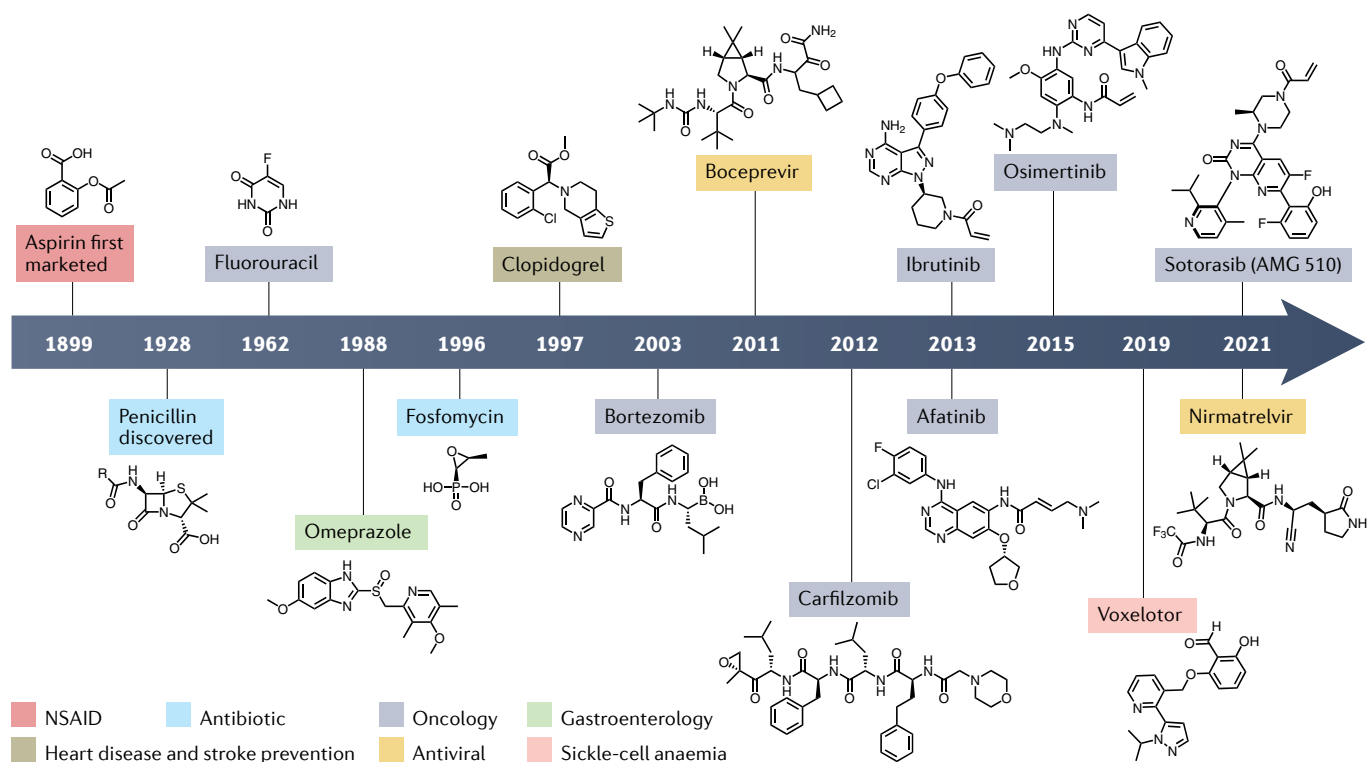 Aspirin first
marketed
Fluorouracil
Clopidogrel
Boceprevir
Ibrutinib
Osimertinib
Sotorasib (AMG 510)
1899
1928
1962
1988
1996
1997
2003
2011
2012
2013
2015
2019
2021
Penicillin
discovered
Omeprazole
Fosfomycin
Bortezomib
Carfilzomib
Afatinib
Voxelotor
Nirmatrelvir
NSAID
Antibiotic
Oncology
Gastroenterology
Heart disease and stroke prevention
Antiviral
Sickle-cell anaemia